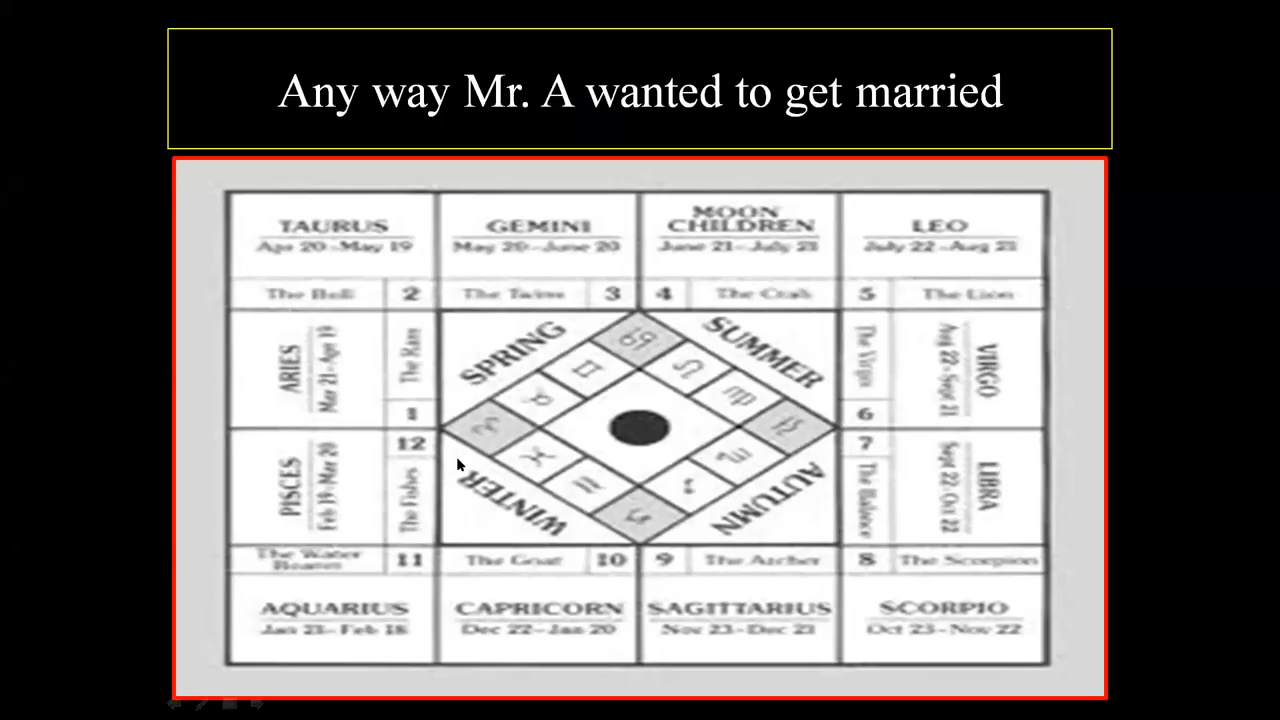 Any way Mr. A wanted to get married
TAURUS
Apr 20 - May 19
The Bull
2
GEMINI
May 20 - June 20
The Twins
3
MOON
CHILDREN
June 21 - July 21
4
The Crab
LEO
July 22 - Aug 21
5
The Lion
ARIES
Mar 21 - Apr 19
The Ram
SPRING
SUMMER
The Virgin
6
VIRGO
Aug 22 - Sept 21
PISCES
Feb 19 - Mar 20
12
The Fishes
WINTER
AUTUMN
7
The Balance
LIBRA
Sept 22 - Oct 22
The Water
Bearer
11
AQUARIUS
Jan 21 - Feb 18
The Goat
10
CAPRICORN
Dec 22 - Jan 20
9
The Archer
SAGITTARIUS
Nov 23 - Dec 21
8
The Scorpion
SCORPIO
Oct 23 - Nov 22